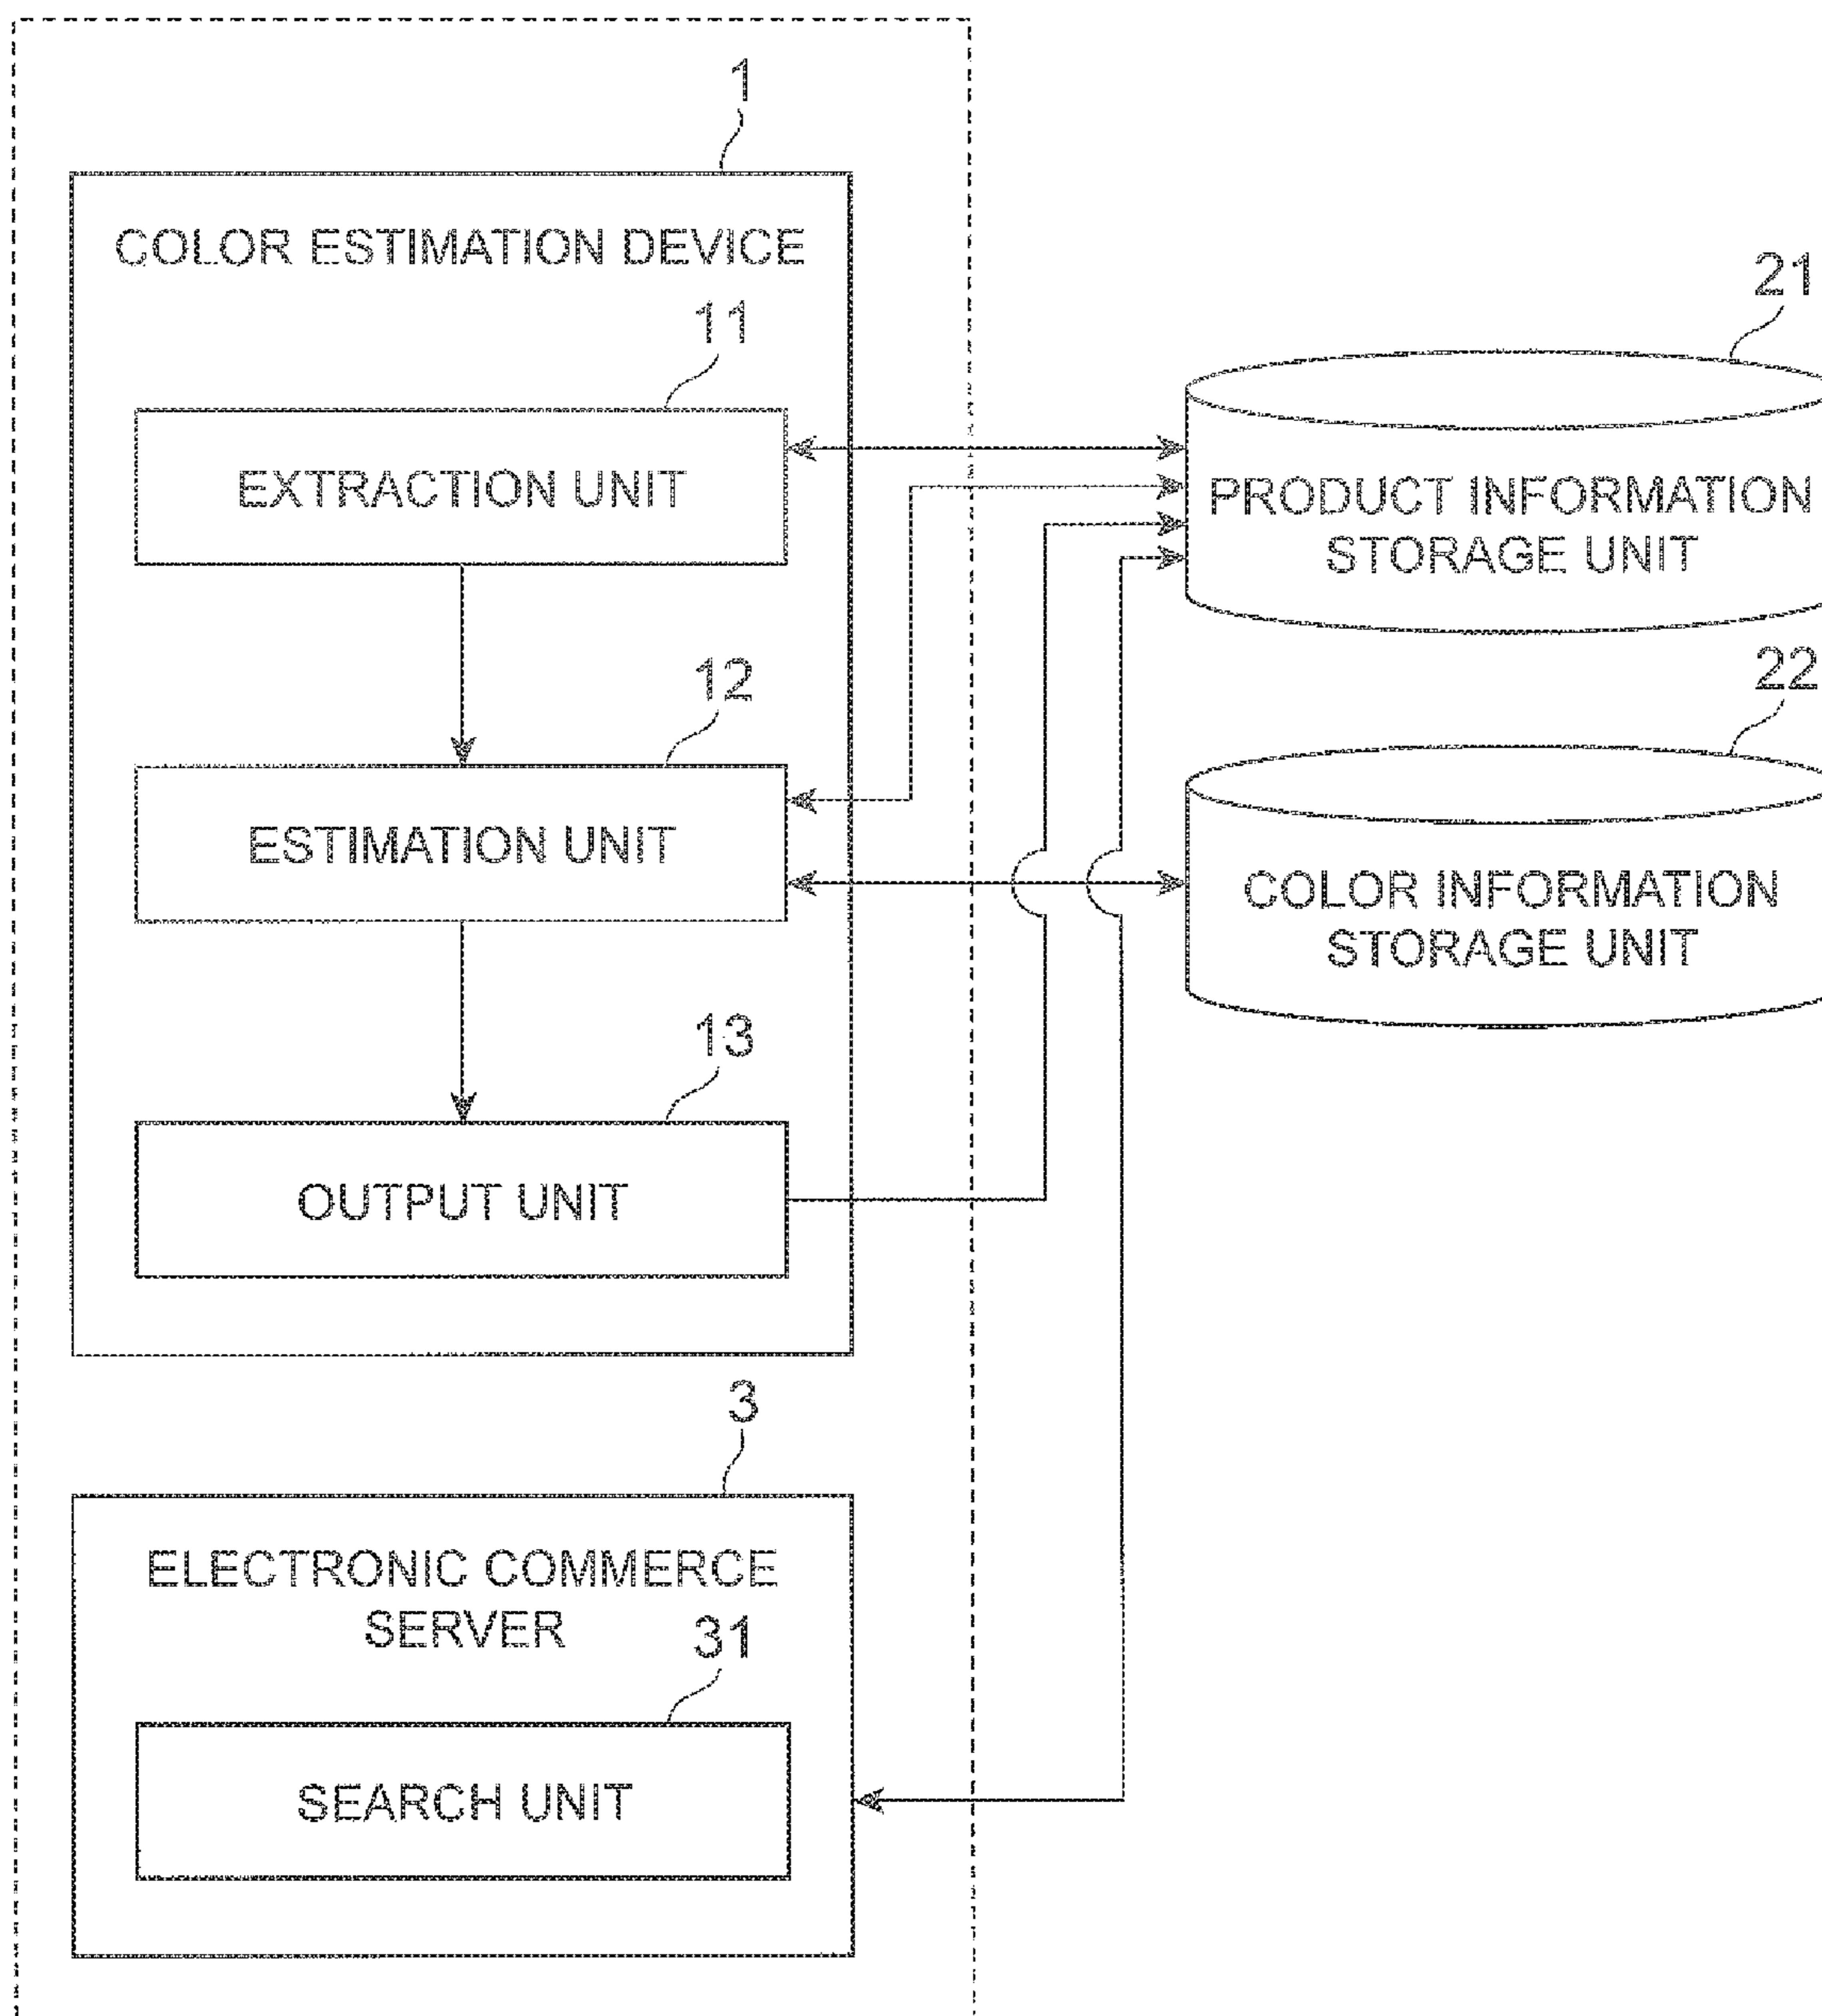 1
COLOR ESTIMATION DEVICE
11
EXTRACTION UNIT
12
ESTIMATION UNIT
13
OUTPUT UNIT
21
PRODUCT INFORMATION
STORAGE UNIT
22
COLOR INFORMATION
STORAGE UNIT
3
ELECTRONIC COMMERCE
SERVER
31
SEARCH UNIT